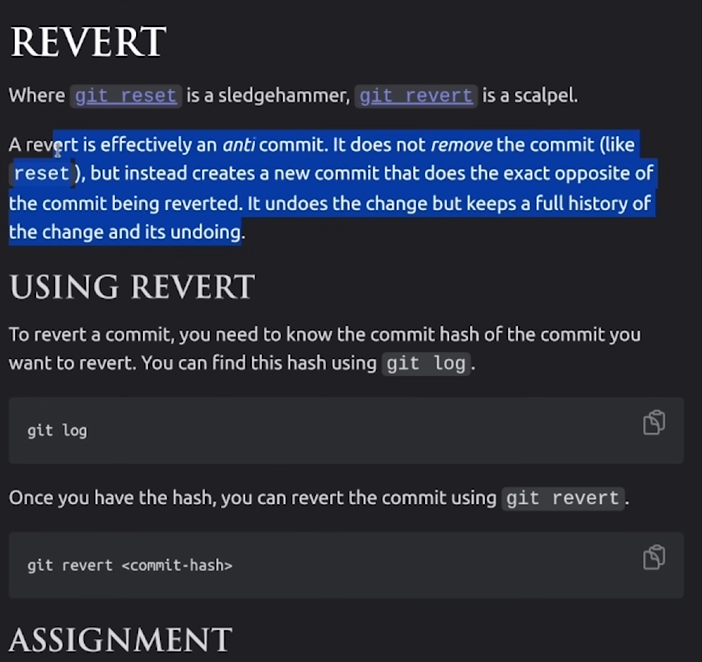 REVERT
Where git reset is a sledgehammer, git revert is a scalpel.
A revert is effectively an anti commit. It does not remove the commit (like
reset), but instead creates a new commit that does the exact opposite of
the commit being reverted. It undoes the change but keeps a full history of
the change and its undoing.
USING REVERT
To revert a commit, you need to know the commit hash of the commit you
want to revert. You can find this hash using git log.
git log
Once you have the hash, you can revert the commit using git revert.
git revert <commit-hash>
ASSIGNMENT